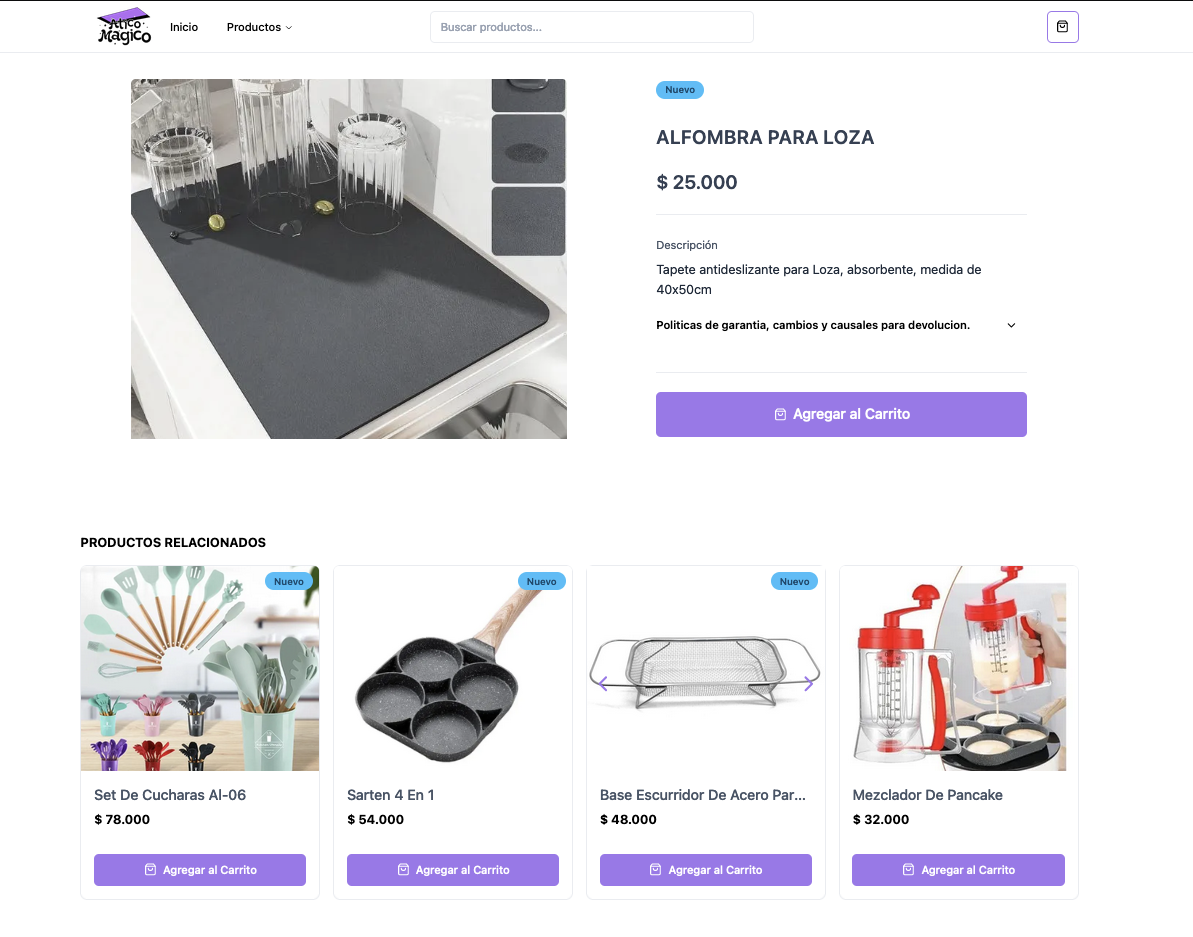 Atico
Magico
Inicio
Productos
Buscar productos...
Nuevo
ALFOMBRA PARA LOZA
$ 25.000
Descripción
Tapete antideslizante para Loza, absorbente, medida de
40x50cm
Politicas de garantia, cambios y causales para devolucion.
Agregar al Carrito
PRODUCTOS RELACIONADOS
Nuevo
Nuevo
Nuevo
Set De Cucharas Al-06
Sarten 4 En 1
Base Escurridor De Acero Par...
Mezclador De Pancake
$ 78.000
$ 54.000
$ 48.000
$ 32.000
Agregar al Carrito
Agregar al Carrito
Agregar al Carrito
Agregar al Carrito